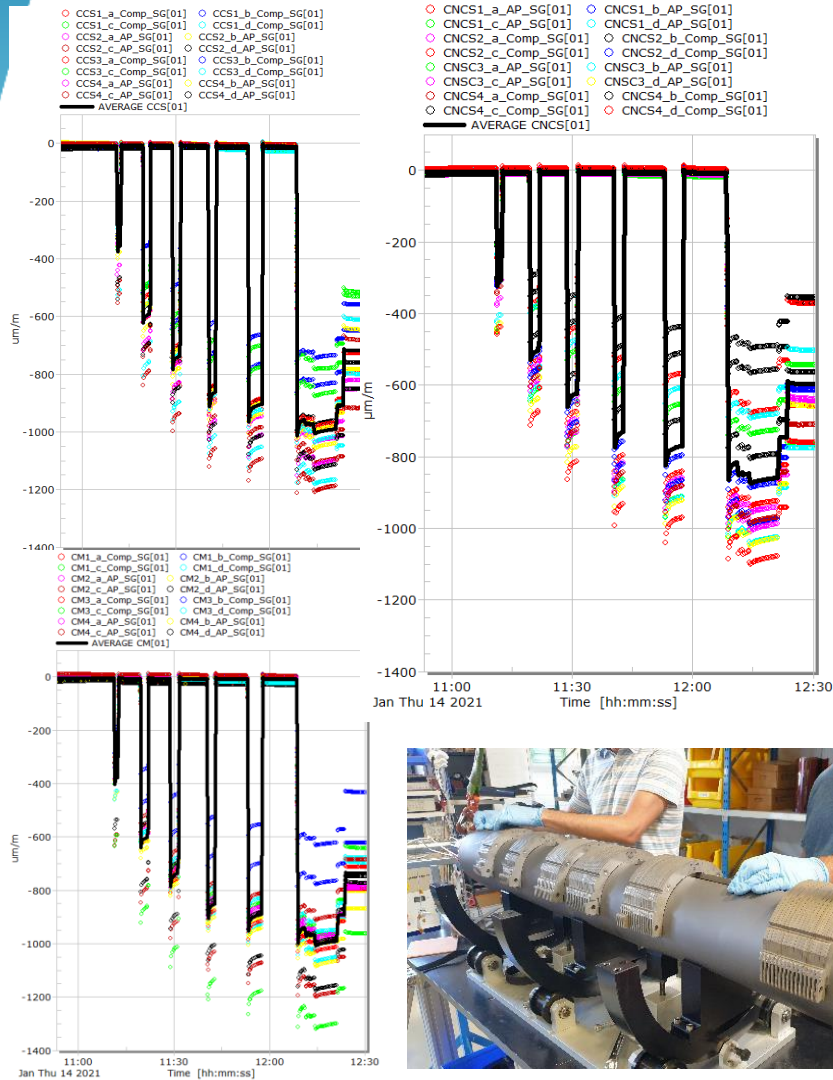 CCS1_a_Comp_SG[01] CCS1_b_Comp_SG[01]
CCS1_c_Comp_SG[01] CCS1_d_Comp_SG[01]
CCS2_a_AP_SG[01] CCS2_b_AP_SG[01]
CCS2_c_AP_SG[01] CCS2_d_AP_SG[01]
CCS3_a_Comp_SG[01] CCS3_b_Comp_SG[01]
CCS3_c_Comp_SG[01] CCS3_d_Comp_SG[01]
CCS4_a_AP_SG[01] CCS4_b_AP_SG[01]
CCS4_c_AP_SG[01] CCS4_d_AP_SG[01]
AVERAGE CCS[01]
0
-200
-400
-600
-800
-1000
-1200
-1400
um/m
CNCS1_a_AP_SG[01] CNCS1_b_AP_SG[01]
CNCS1_c_AP_SG[01] CNCS1_d_AP_SG[01]
CNCS2_a_AP_SG[01] CNCS2_b_Comp_SG[01]
CNCS2_c_Comp_SG[01] CNCS2_d_Comp_SG[01]
CNSC3_a_AP_SG[01] CNSC3_b_AP_SG[01]
CNSC3_c_AP_SG[01] CNSC3_d_AP_SG[01]
CNCS4_a_Comp_SG[01] CNCS4_b_Comp_SG[01]
CNCS4_c_Comp_SG[01] CNCS4_d_Comp_SG[01]
AVERAGE CNCS[01]
0
-200
-400
-600
-800
-1000
-1200
-1400
µm/m
11:00 11:30 12:00 12:30
Jan Thu 14 2021 Time [hh:mm:ss]
CM1_a_Comp_SG[01] CM1_b_Comp_SG[01]
CM1_c_Comp_SG[01] CM1_d_Comp_SG[01]
CM2_a_AP_SG[01] CM2_b_AP_SG[01]
CM2_c_AP_SG[01] CM2_d_AP_SG[01]
CM3_a_Comp_SG[01] CM3_b_Comp_SG[01]
CM3_c_Comp_SG[01] CM3_d_Comp_SG[01]
CM4_a_AP_SG[01] CM4_b_AP_SG[01]
CM4_c_AP_SG[01] CM4_d_AP_SG[01]
AVERAGE CM[01]
0
-200
-400
-600
-800
-1000
-1200
-1400
um/m
11:00 11:30 12:00 12:30
Jan Thu 14 2021 Time [hh:mm:ss]